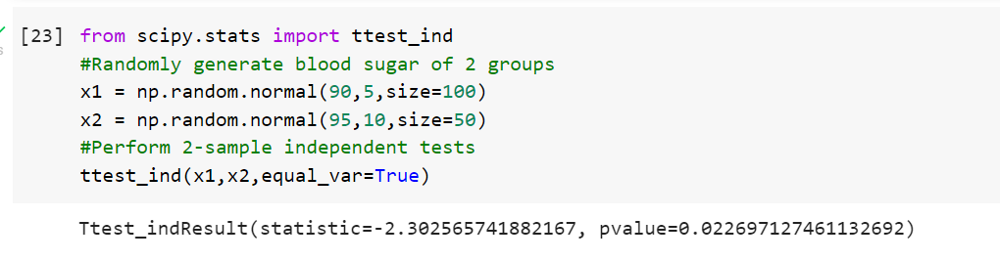 [23] from scipy.stats import ttest_ind
#Randomly generate blood sugar of 2 groups
x1 = np.random.normal(90,5,size=100)
x2 = np.random.normal(95,10,size=50)
#Perform 2-sample independent tests
ttest_ind(x1,x2,equal_var=True)
Ttest_indResult(statistic=-2.302565741882167, pvalue=0.022697127461132692)